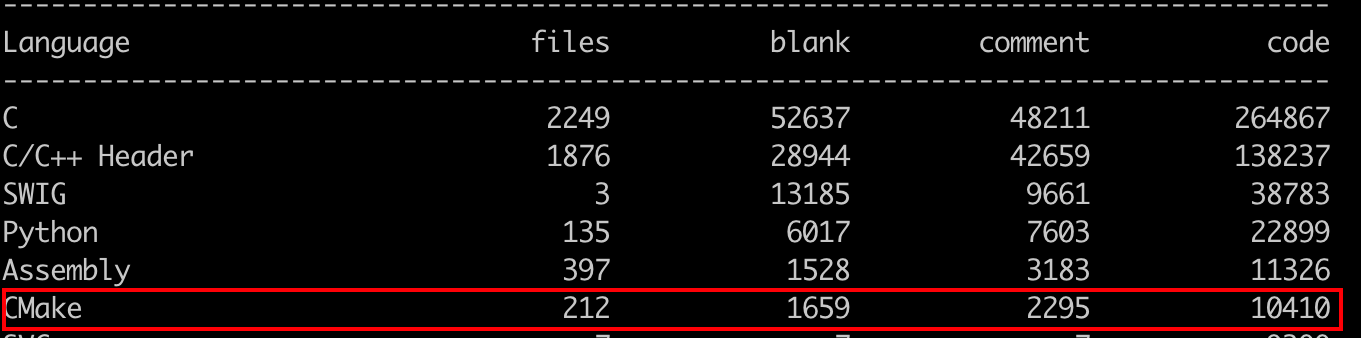 Language files blank comment code
C 2249 52637 48211 264867
C/C++ Header 1876 28944 42659 138237
SWIG 3 13185 9661 38783
Python 135 6017 7603 22899
Assembly 397 1528 3183 11326
CMake 212 1659 2295 10410